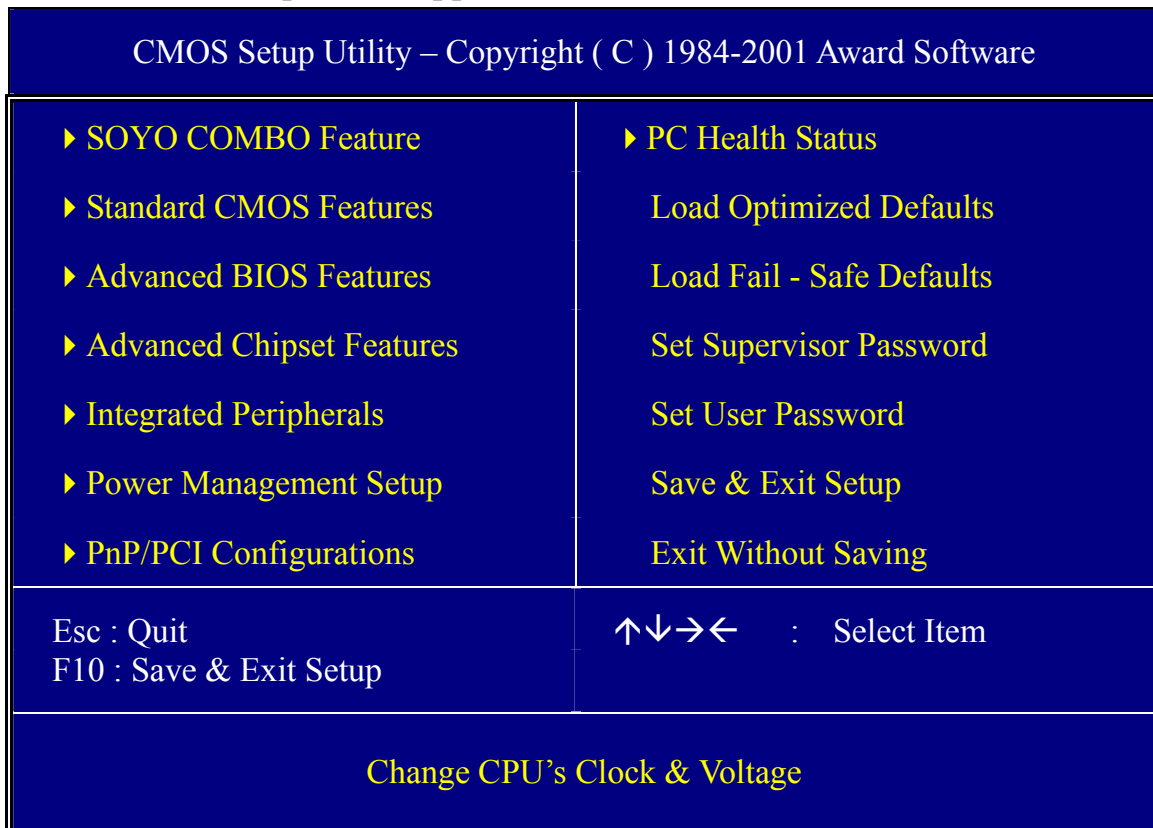 CMOS Setup Utility – Copyright ( C ) 1984-2001 Award Software
SOYO COMBO Feature
Standard CMOS Features
Advanced BIOS Features
Advanced Chipset Features
Integrated Peripherals
Power Management Setup
PnP/PCI Configurations
PC Health Status
Load Optimized Defaults
Load Fail - Safe Defaults
Set Supervisor Password
Set User Password
Save & Exit Setup
Exit Without Saving
Esc : Quit
F10 : Save & Exit Setup
↑↓→← : Select Item
Change CPU’s Clock & Voltage